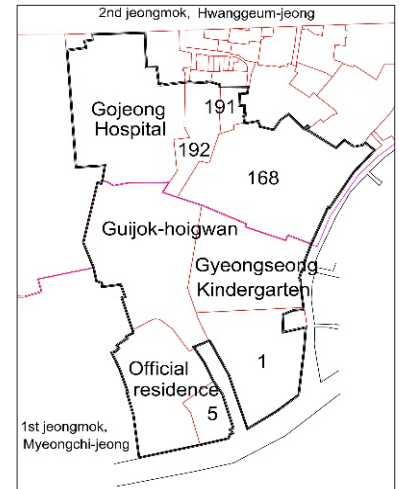 2nd jeongmok, Hwanggeum-jeong
Gojeong
Hospital
191
192
168
Guijok-hoigwan
Gyeongseong
Kindergarten
Official
residence
1
5
1st jeongmok,
Myeongchi-jeong